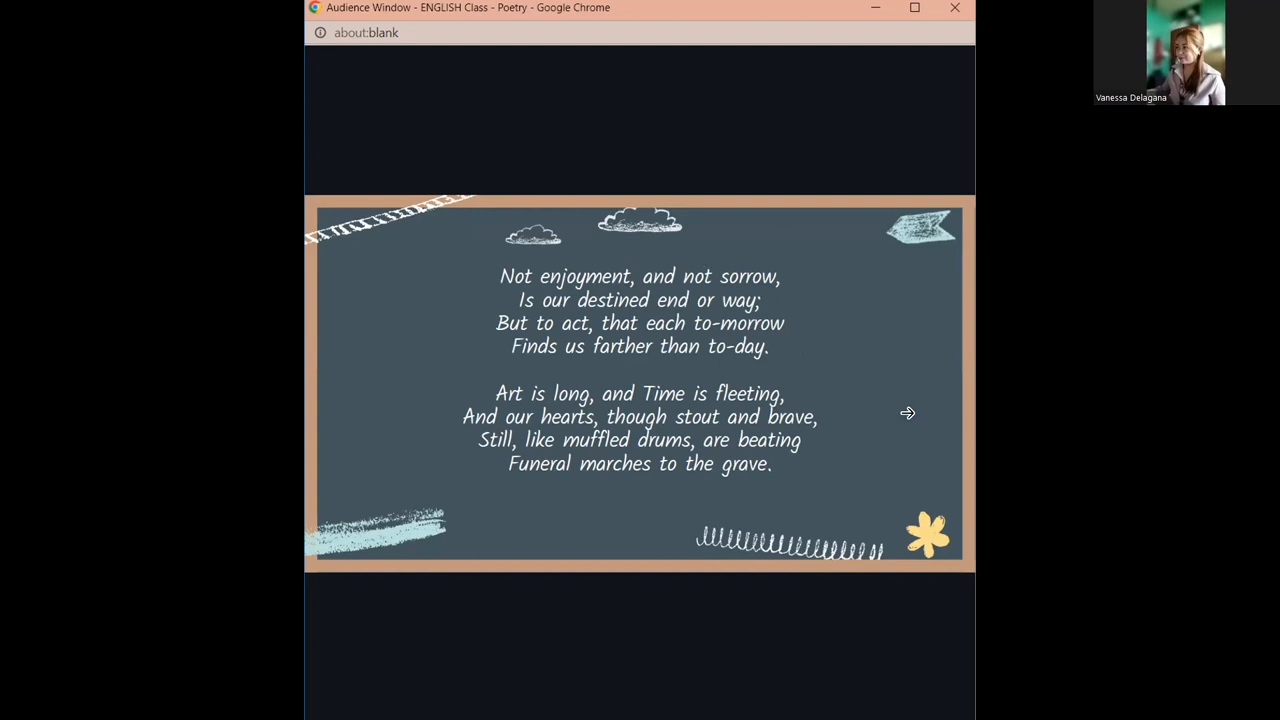 Audience Window - ENGLISH Class - Poetry - Google Chrome
about:blank
Vanessa Delagana
Not enjoyment, and not sorrow,
Is our destined end or way;
But to act, that each to-morrow
Finds us farther than to-day.
Art is long, and Time is fleeting,
And our hearts, though stout and brave,
Still, like muffled drums, are beating
Funeral marches to the grave.